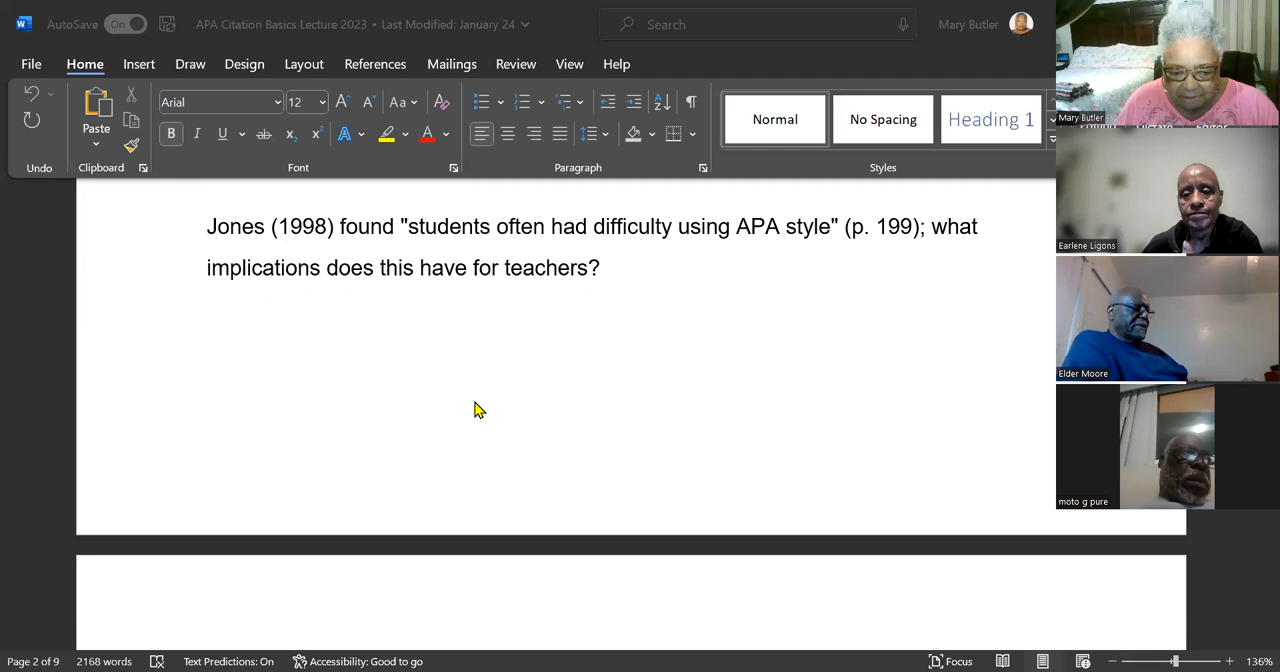 AutoSave On APA Citation Basics Lecture 2023 • Last Modified: January 24 Search Mary Butler
File Home Insert Draw Design Layout References Mailings Review View Help
Arial 12 Aa
Paste
Normal No Spacing Heading 1
Undo Clipboard Font Paragraph Styles
Mary Butler
Jones (1998) found "students often had difficulty using APA style" (p. 199); what
implications does this have for teachers?
Earlene Ligons
Elder Moore
moto g pure
Page 2 of 9 2168 words Text Predictions: On Accessibility: Good to go Focus 136%